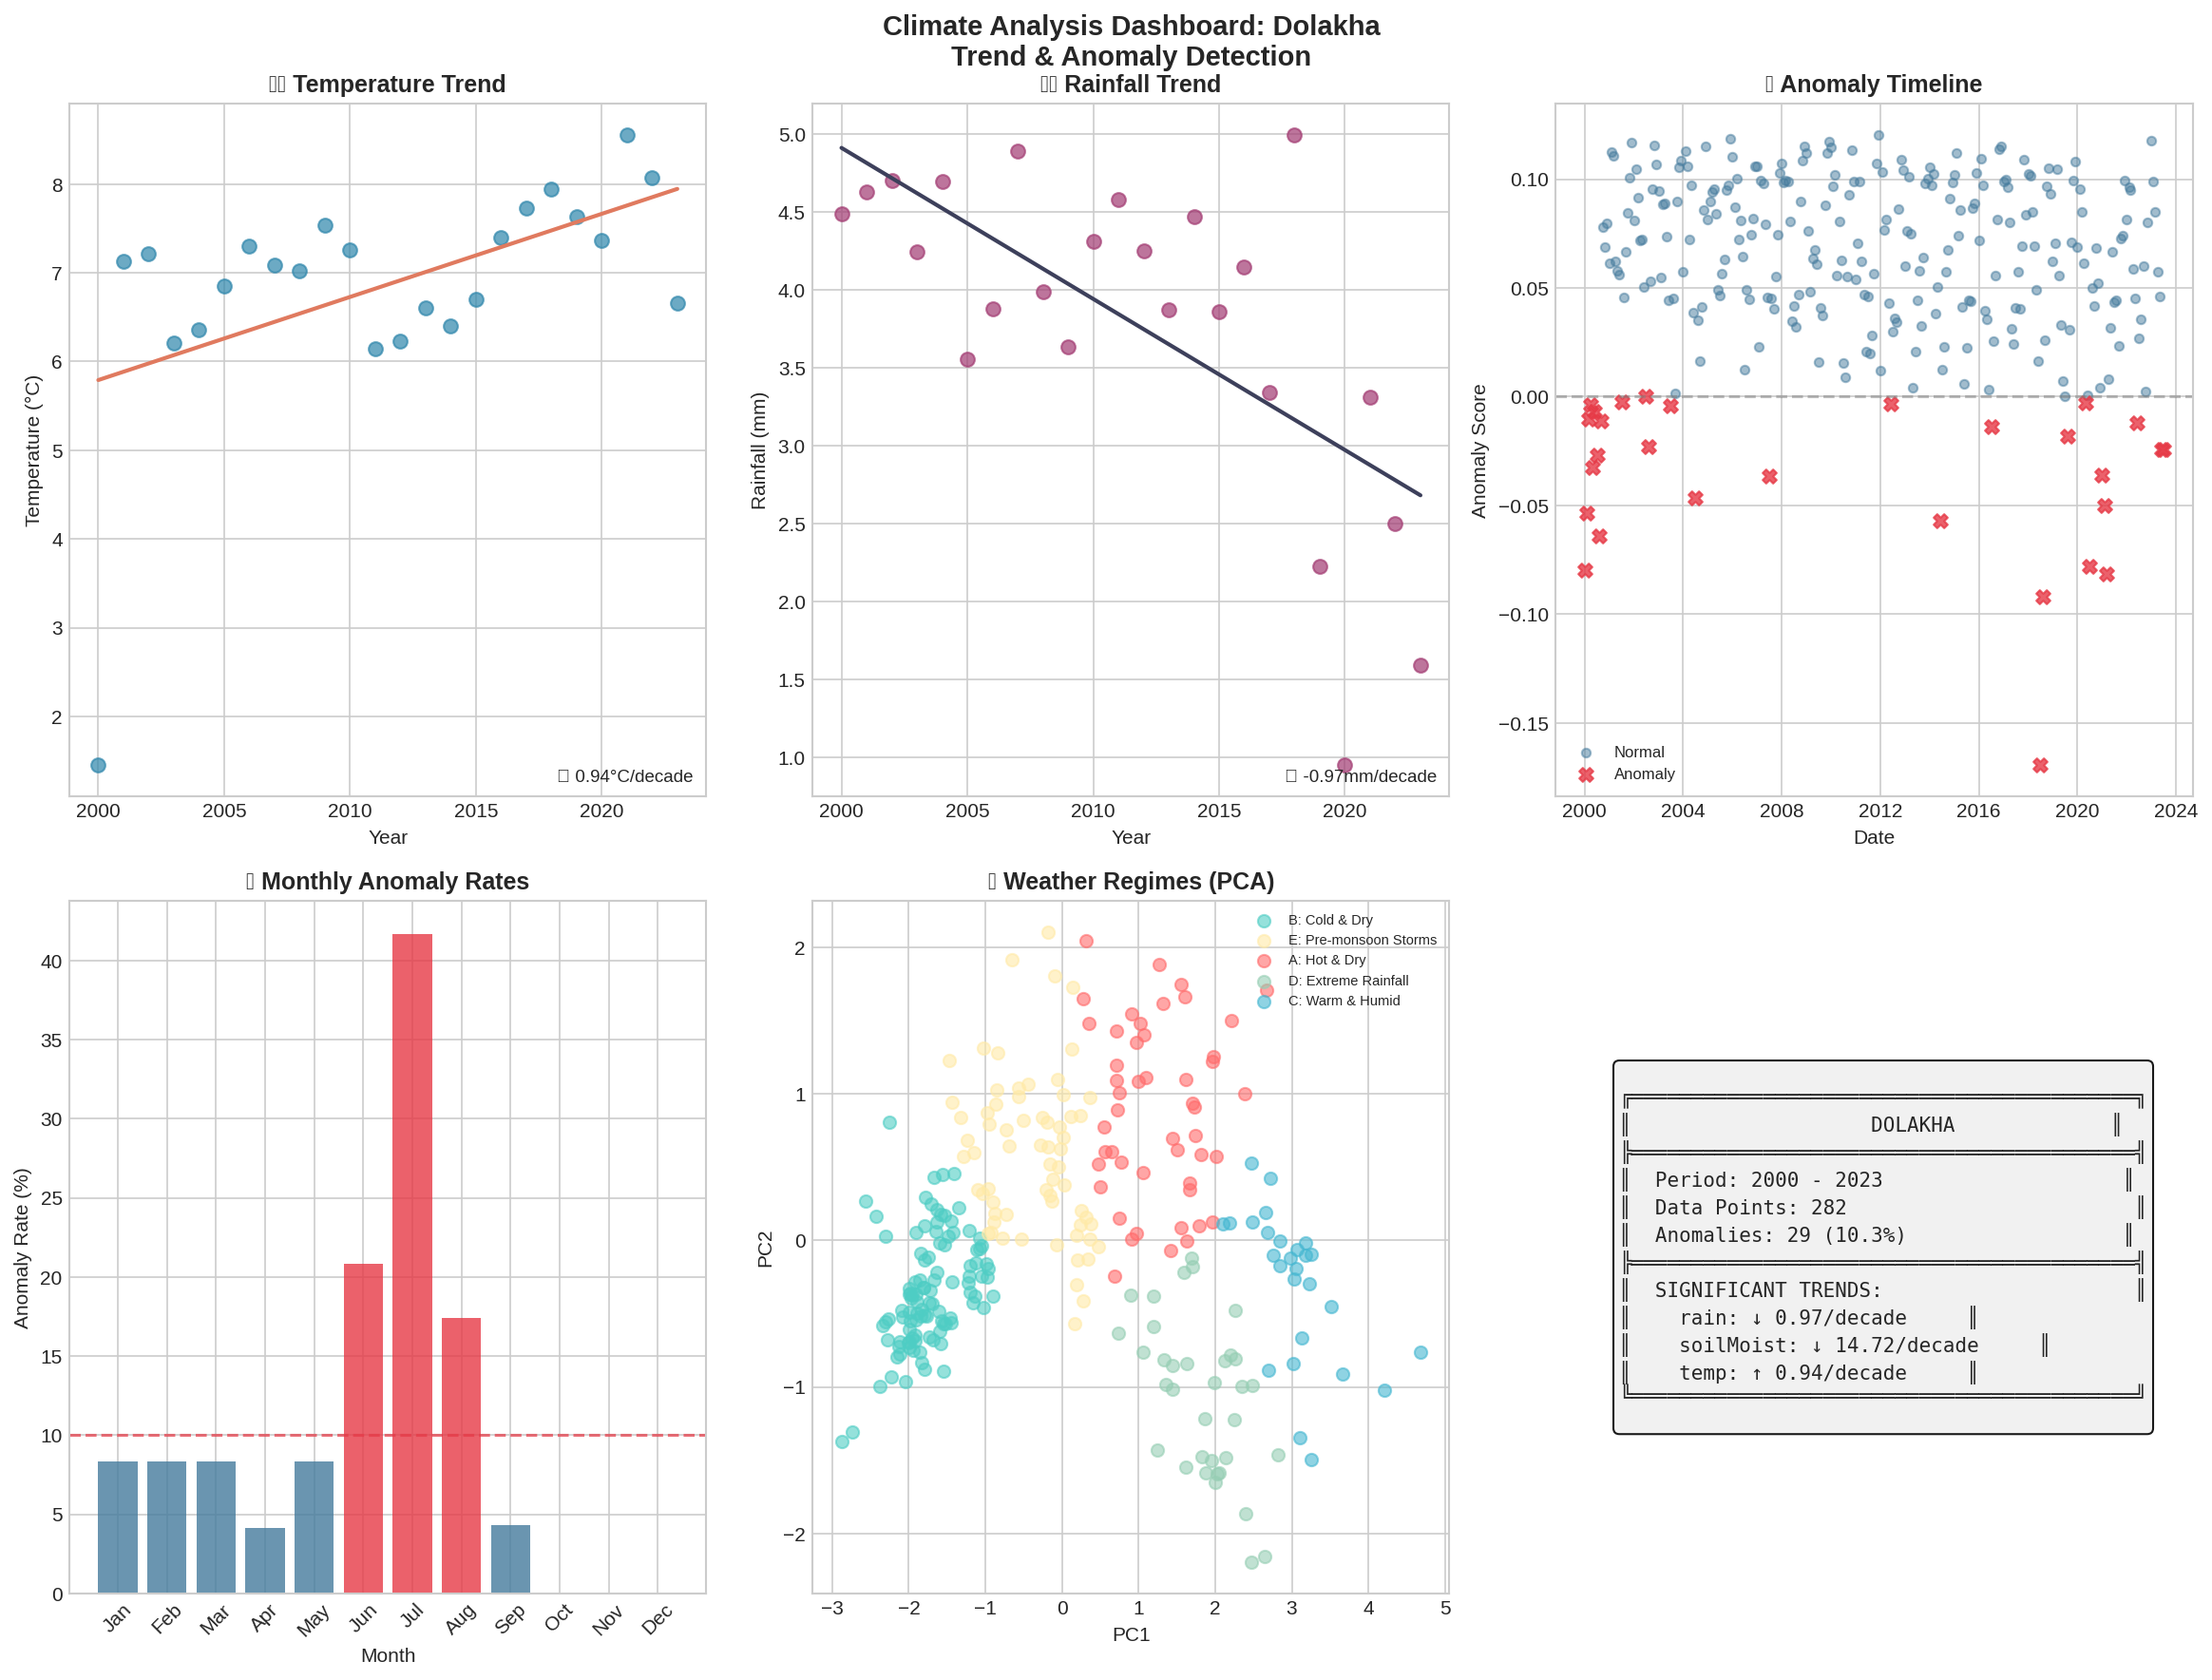 Climate Analysis Dashboard: Dolakha
Trend & Anomaly Detection
Temperature Trend
Temperature (°C)
8
7
6
5
4
3
2
2000 2005 2010 2015 2020
Year
0.94°C/decade
Rainfall Trend
Rainfall (mm)
5.0
4.5
4.0
3.5
3.0
2.5
2.0
1.5
1.0
2000 2005 2010 2015 2020
Year
-0.97mm/decade
Anomaly Timeline
Anomaly Score
0.10
0.05
0.00
−0.05
−0.10
−0.15
Normal
Anomaly
2000 2004 2008 2012 2016 2020 2024
Date
Monthly Anomaly Rates
Anomaly Rate (%)
40
35
30
25
20
15
10
5
0
Jan Feb Mar Apr May Jun Jul Aug Sep Oct Nov Dec
Month
Weather Regimes (PCA)
B: Cold & Dry
E: Pre-monsoon Storms
A: Hot & Dry
D: Extreme Rainfall
C: Warm & Humid
PC2
2
1
0
−1
−2
−3 −2 −1 0 1 2 3 4 5
PC1
DOLAKHA
Period: 2000 - 2023
Data Points: 282
Anomalies: 29 (10.3%)
SIGNIFICANT TRENDS:
rain: ↓ 0.97/decade
soilMoist: ↓ 14.72/decade
temp: ↑ 0.94/decade